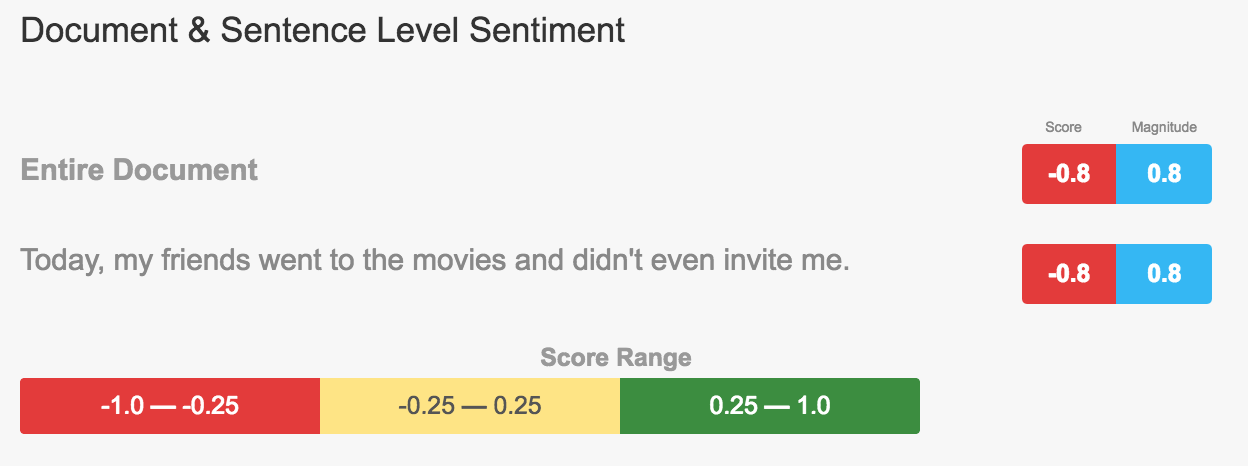 Document & Sentence Level Sentiment
Score Magnitude
Entire Document -0.8 0.8
Today, my friends went to the movies and didn't even invite me. -0.8 0.8
Score Range
-1.0 — -0.25 -0.25 — 0.25 0.25 — 1.0